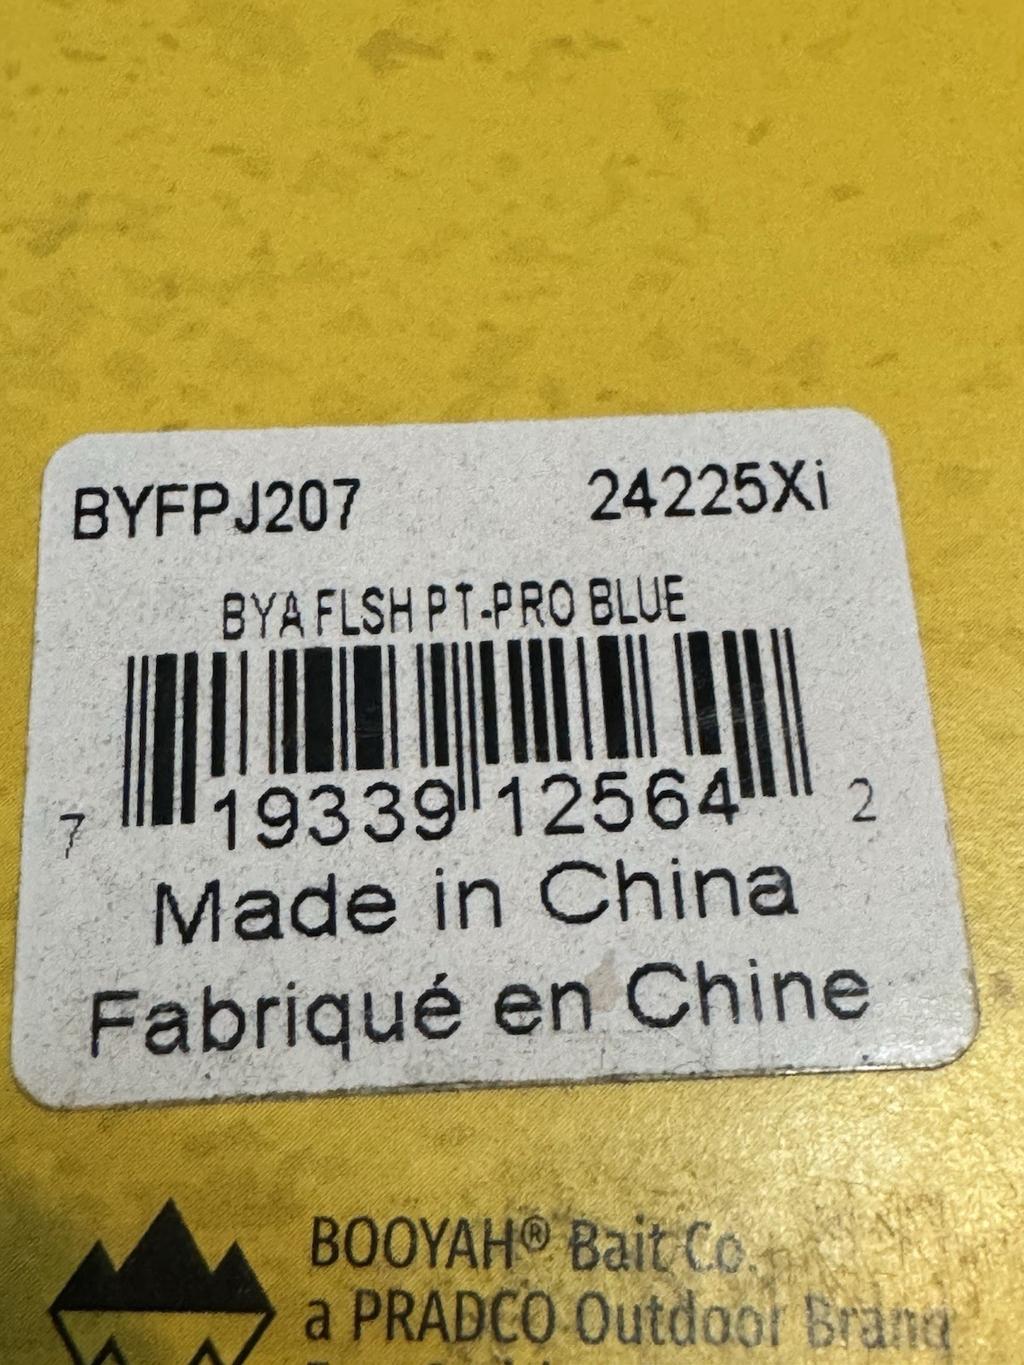 BYFPJ207 24225Xi
BYA FLSH PT-PRO BLUE
7 19339 12564 2
Made in China
Fabriqué en Chine
BOOYAH® Bait Co.
a PRADCO Outdoor Brand